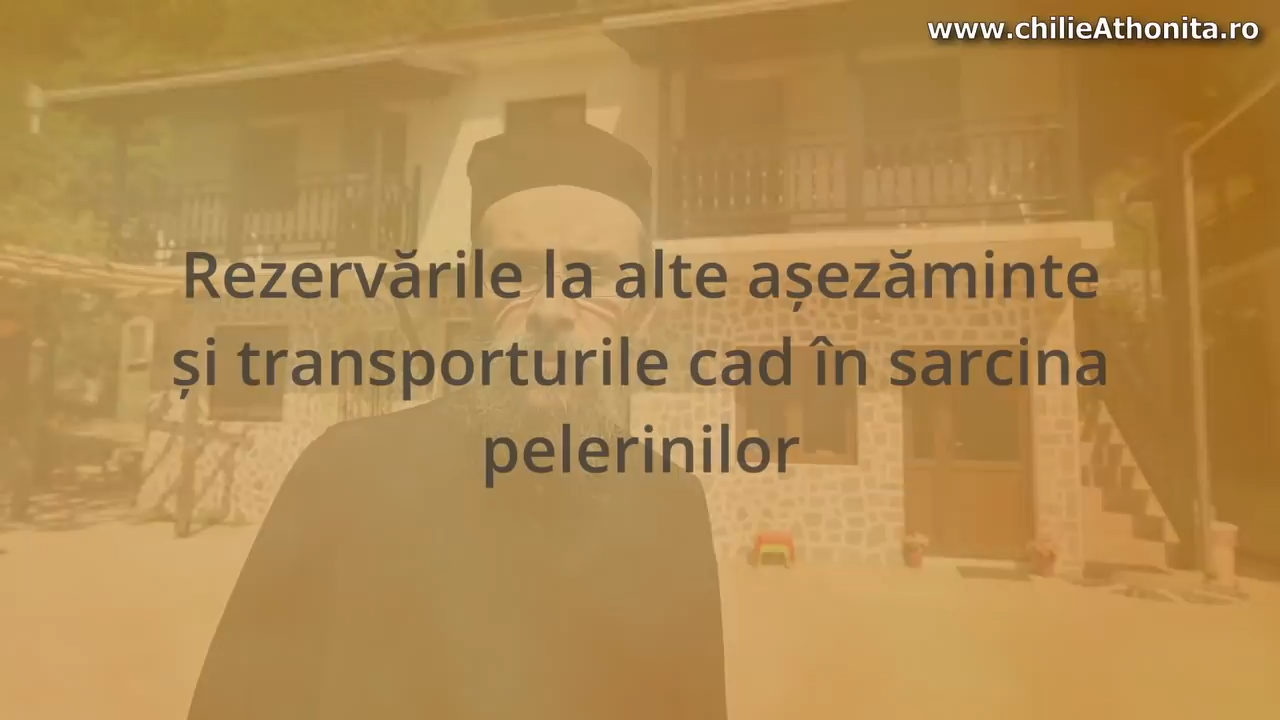 www.chilieAthonita.ro
Rezervările la alte așezăminte
și transporturile cad în sarcina
pelerinilor